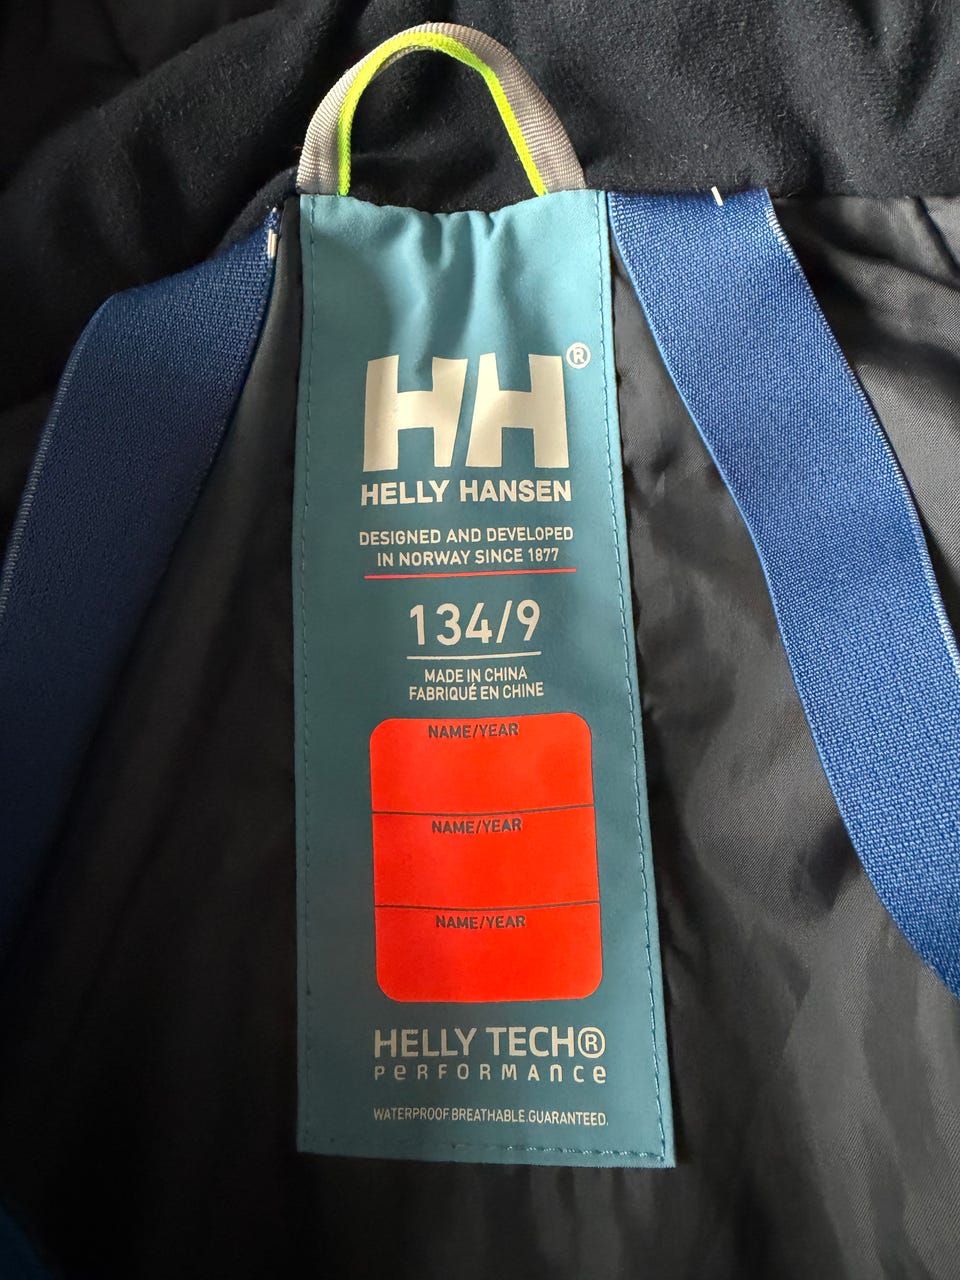 HH®
HELLY HANSEN
DESIGNED AND DEVELOPED
IN NORWAY SINCE 1877
134/9
MADE IN CHINA
FABRIQUÉ EN CHINE
NAME/YEAR
NAME/YEAR
NAME/YEAR
HELLY TECH®
PERFORMANCE
WATERPROOF.BREATHABLE.GUARANTEED.